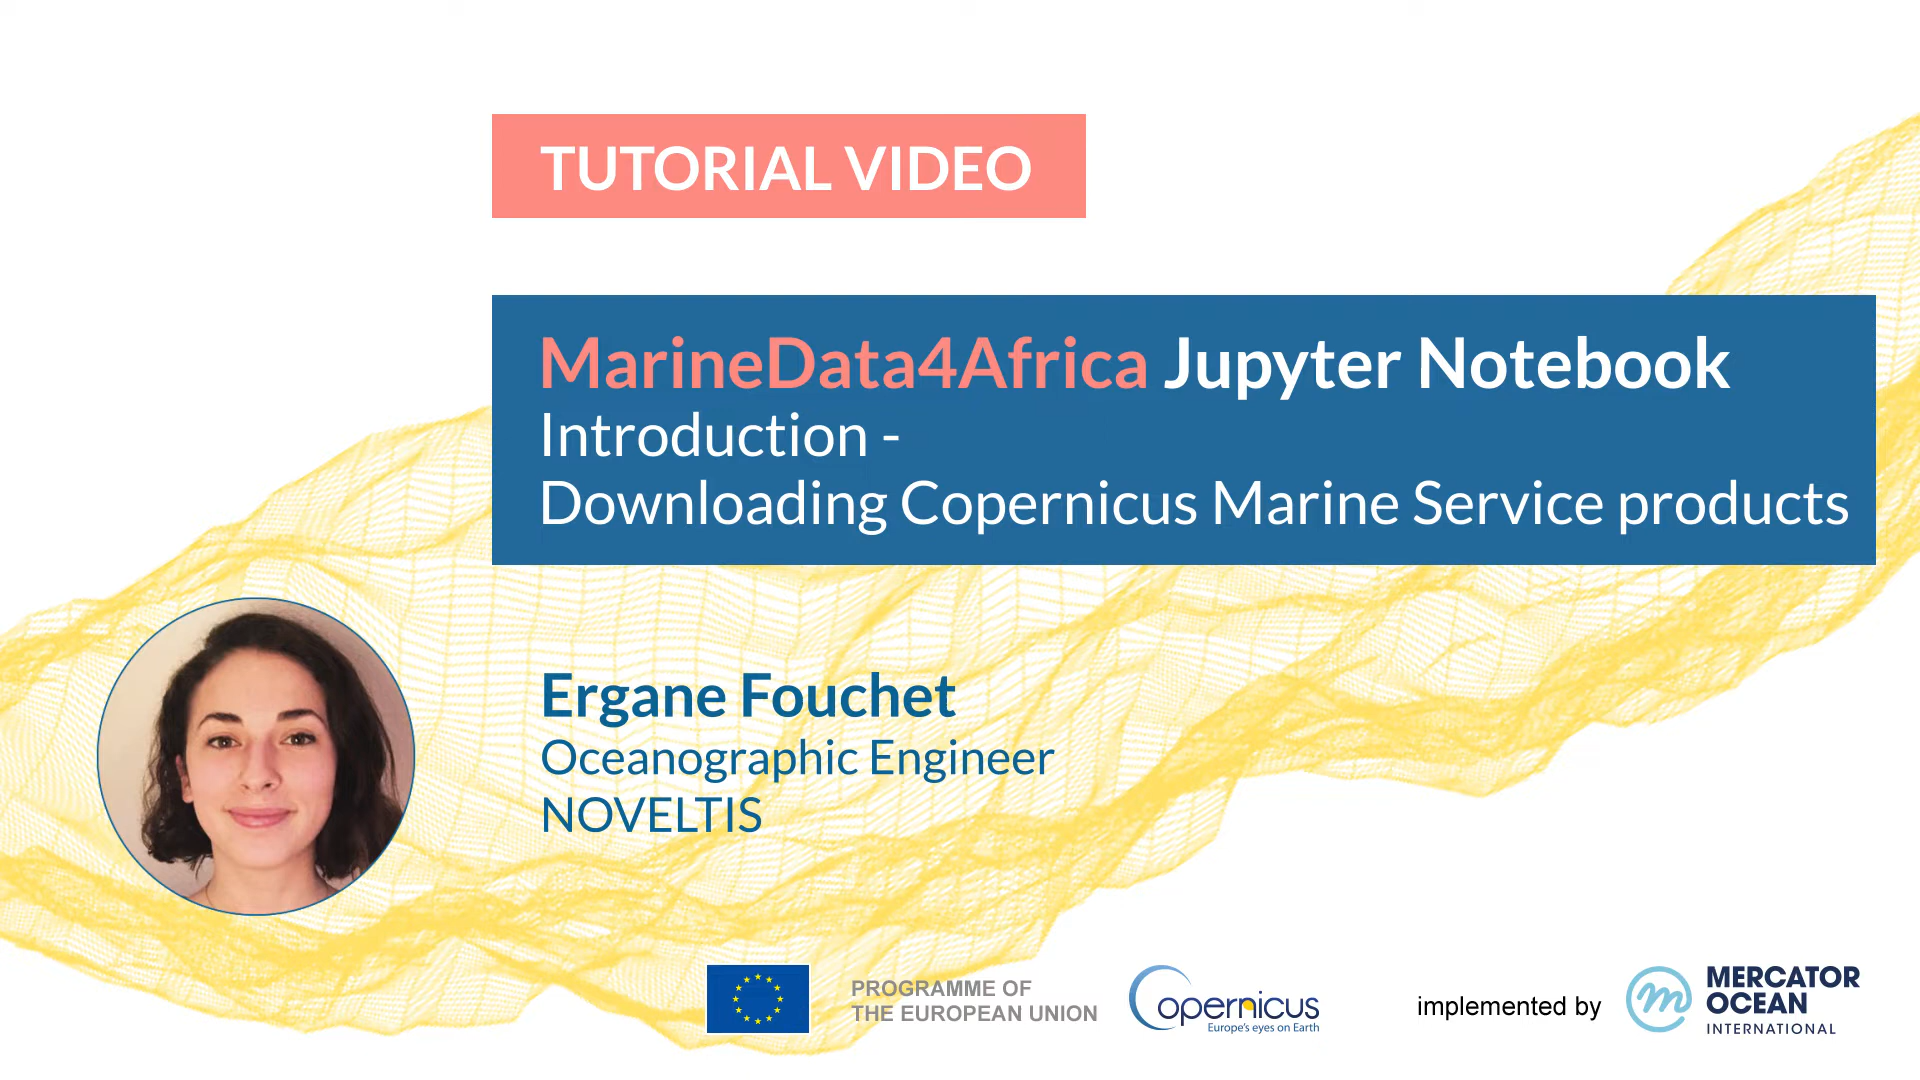 TUTORIAL VIDEO
MarineData4Africa Jupyter Notebook
Introduction -
Downloading Copernicus Marine Service products
Ergane Fouchet
Oceanographic Engineer
NOVELTIS
PROGRAMME OF
THE EUROPEAN UNION
Copernicus
Europe's eyes on Earth
implemented by
MERCATOR
OCEAN
INTERNATIONAL